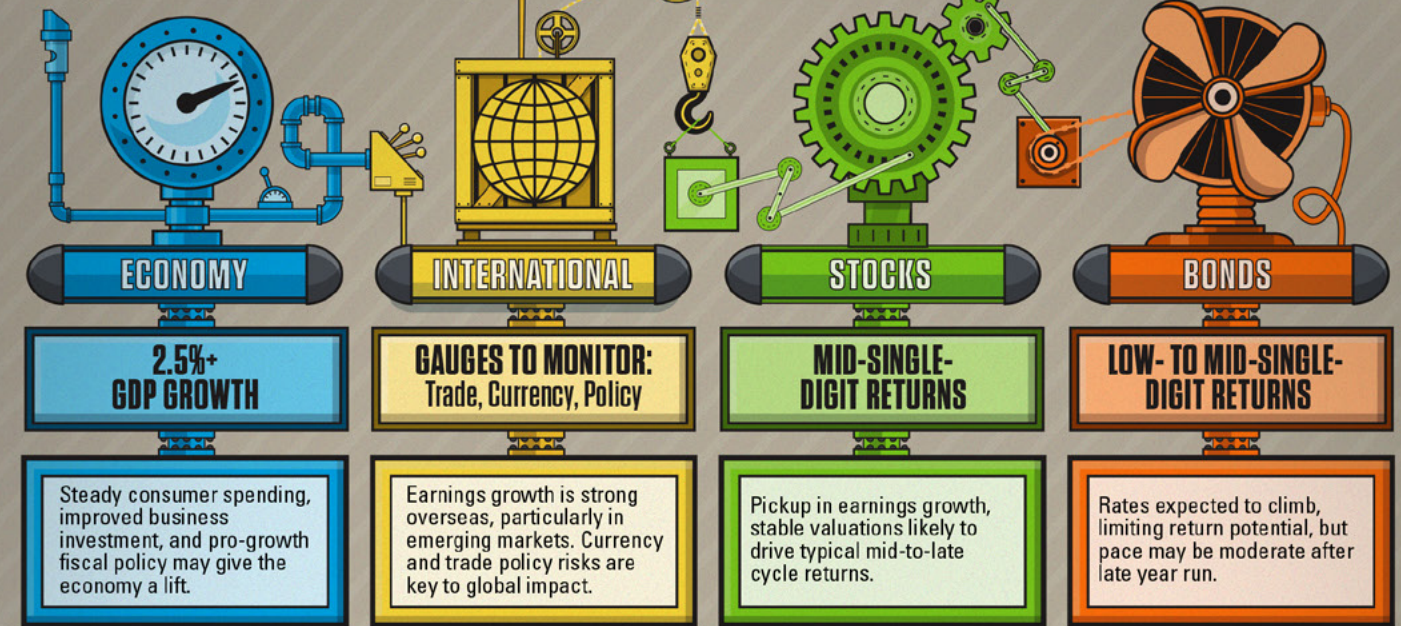 ECONOMY
2.5%+
GDP GROWTH
Steady consumer spending,
improved business
investment, and pro-growth
fiscal policy may give the
economy a lift.
INTERNATIONAL
GAUGES TO MONITOR:
Trade, Currency, Policy
Earnings growth is strong
overseas, particularly in
emerging markets. Currency
and trade policy risks are
key to global impact.
STOCKS
MID-SINGLE-
DIGIT RETURNS
Pickup in earnings growth,
stable valuations likely to
drive typical mid-to-late
cycle returns.
BONDS
LOW- TO MID-SINGLE-
DIGIT RETURNS
Rates expected to climb,
limiting return potential, but
pace may be moderate after
late year run.